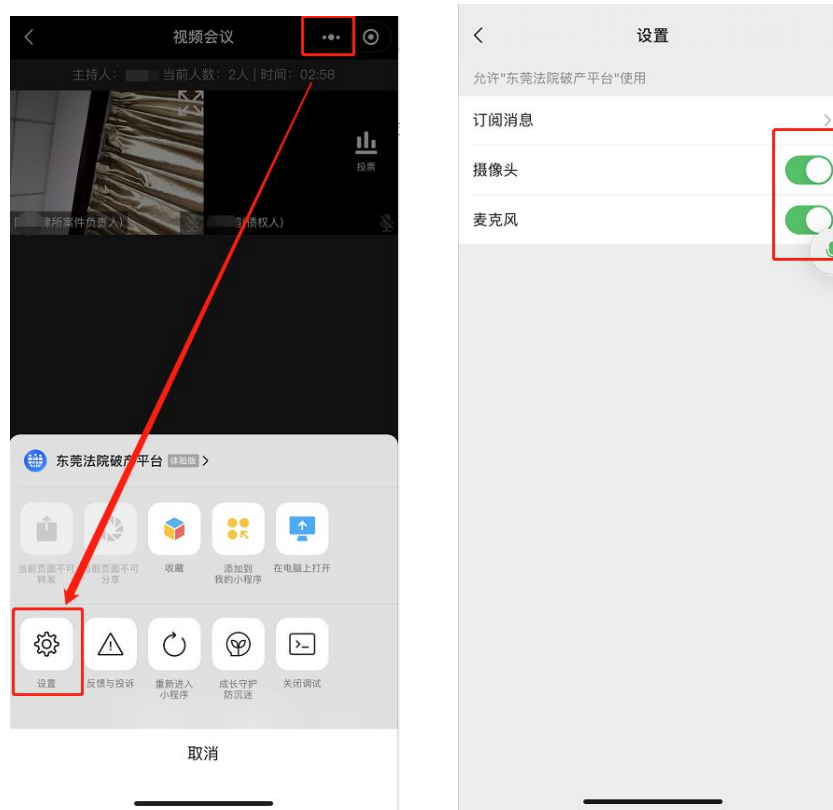 视频会议
主持人： 当前人数：2人 | 时间：02:58
投票
律所案件负责人)
债权人)
东莞法院破产平台 体验版
当前页面不可转发
当前页面不可分享
收藏
添加到
我的小程序
在电脑上打开
设置
反馈与投诉
重新进入
小程序
成长守护
防沉迷
关闭调试
取消
设置
允许"东莞法院破产平台"使用
订阅消息
摄像头
麦克风